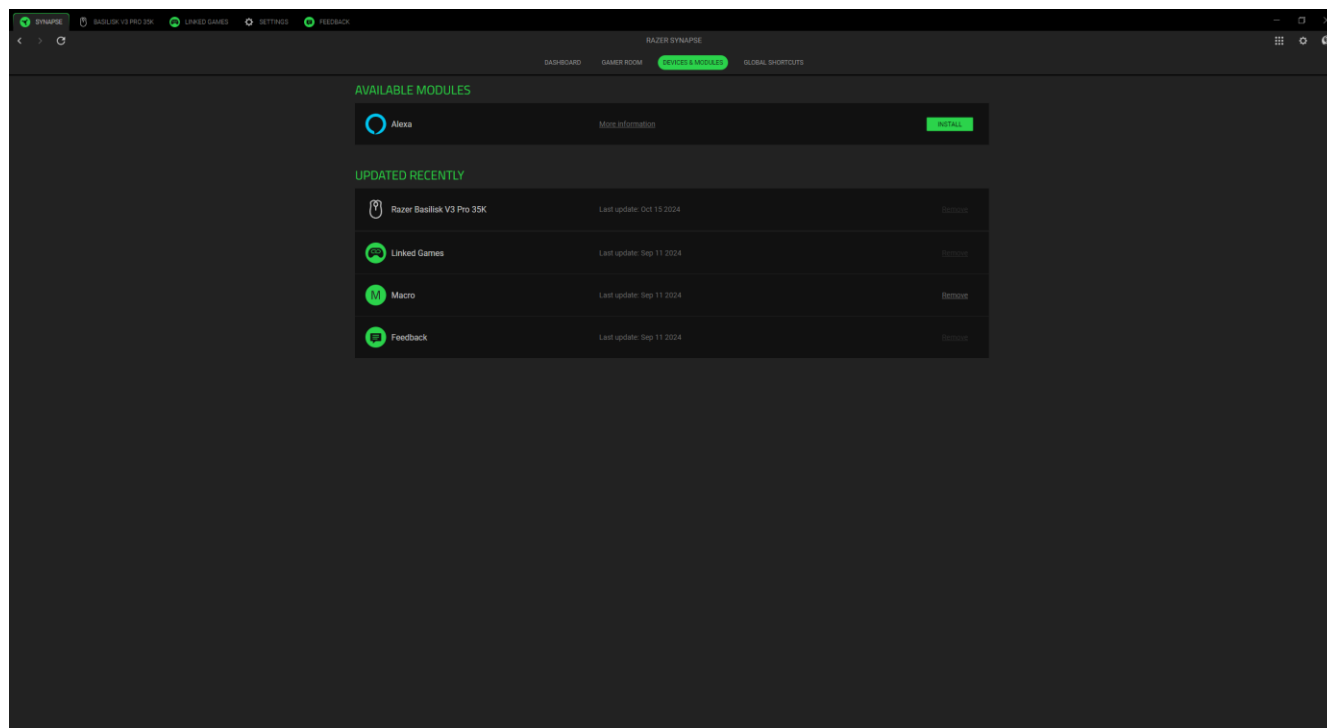 SYNAPSE BASILISK V3 PRO 35K LINKED GAMES SETTINGS FEEDBACK
RAZER SYNAPSE
DASHBOARD GAMER ROOM DEVICES & MODULES GLOBAL SHORTCUTS
AVAILABLE MODULES
Alexa More information INSTALL
UPDATED RECENTLY
Razer Basilisk V3 Pro 35K Last update: Oct 15 2024 Remove
Linked Games Last update: Sep 11 2024 Remove
M Macro Last update: Sep 11 2024 Remove
Feedback Last update: Sep 11 2024 Remove